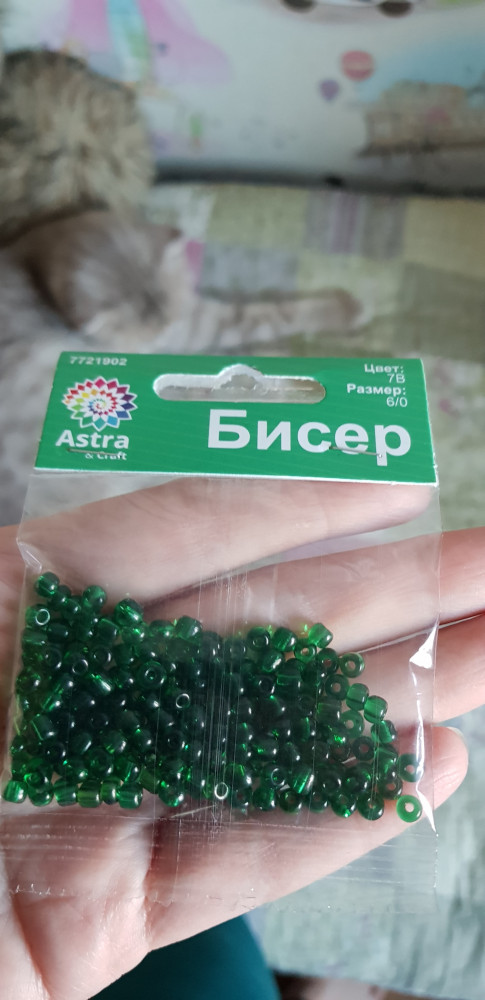 7721902
Цвет:
7В
Размер:
6/0
Astra
& Craft
Бисер